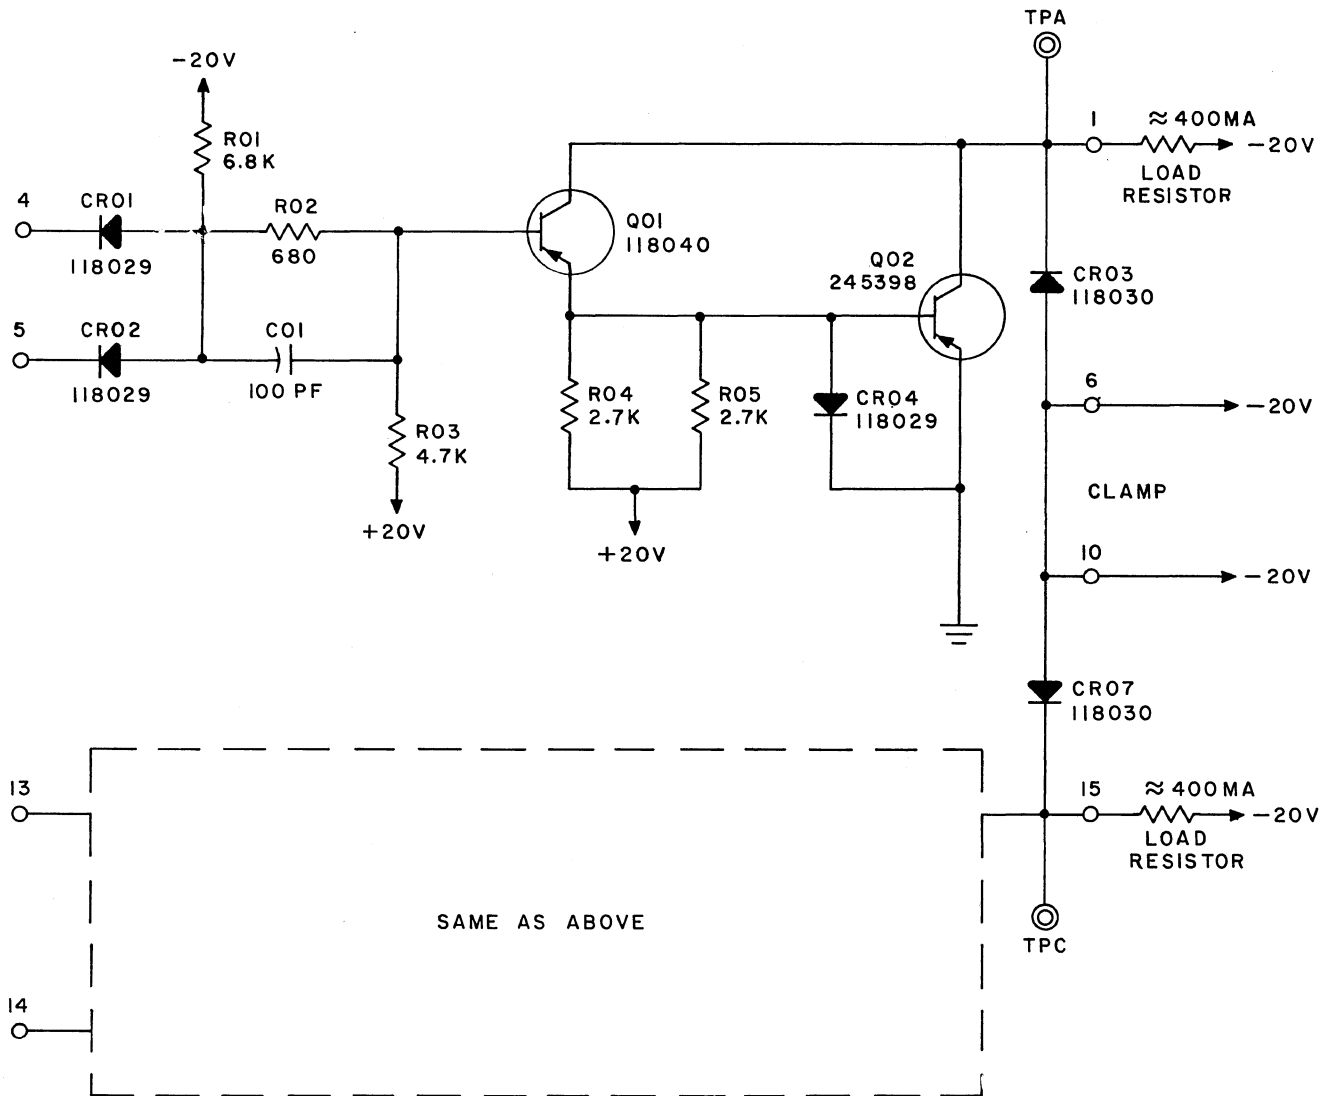 TPA
-20V
R01
6.8K
1
≈400MA
-20V
LOAD
RESISTOR
4
CR01
118029
R02
680
Q01
118040
Q02
245398
CR03
118030
5
CR02
118029
C01
100 PF
R03
4.7K
+20V
R04
2.7K
R05
2.7K
+20V
CR04
118029
6
-20V
CLAMP
10
-20V
CR07
118030
13
15
≈400MA
-20V
LOAD
RESISTOR
SAME AS ABOVE
TPC
14